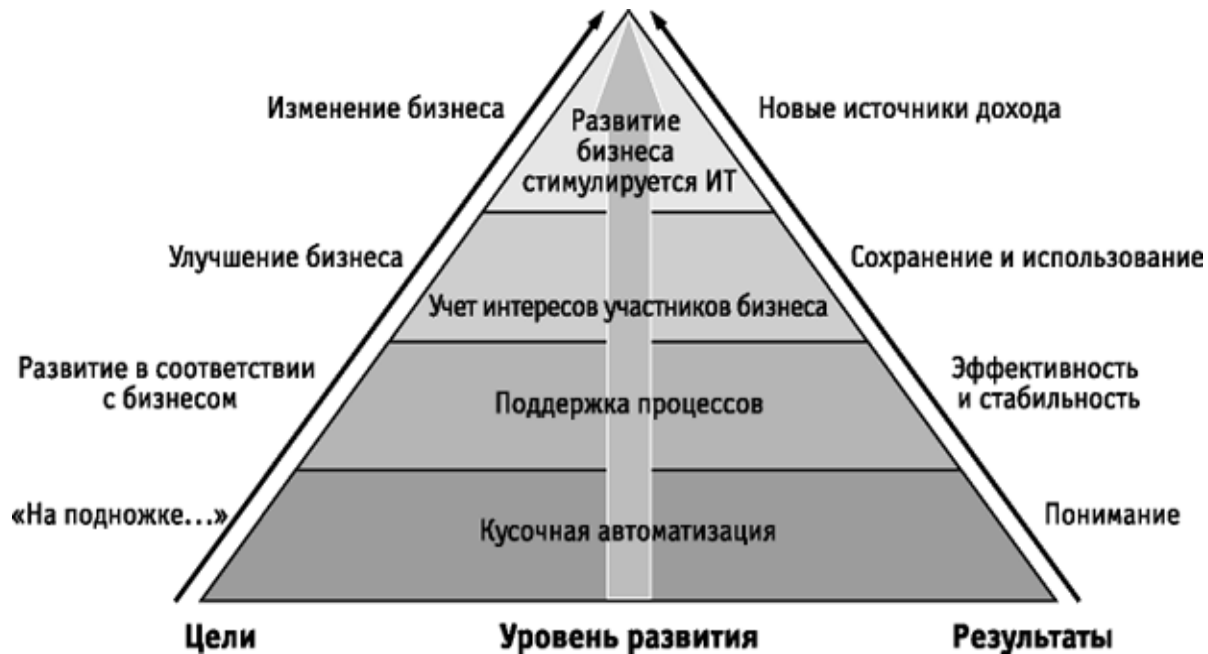 Изменение бизнеса
Новые источники дохода
Развитие
бизнеса
стимулируется ИТ
Улучшение бизнеса
Сохранение и использование
Учет интересов участников бизнеса
Развитие в соответствии
с бизнесом
Эффективность
и стабильность
Поддержка процессов
«На подножке...»
Понимание
Кусочная автоматизация
Цели
Уровень развития
Результаты